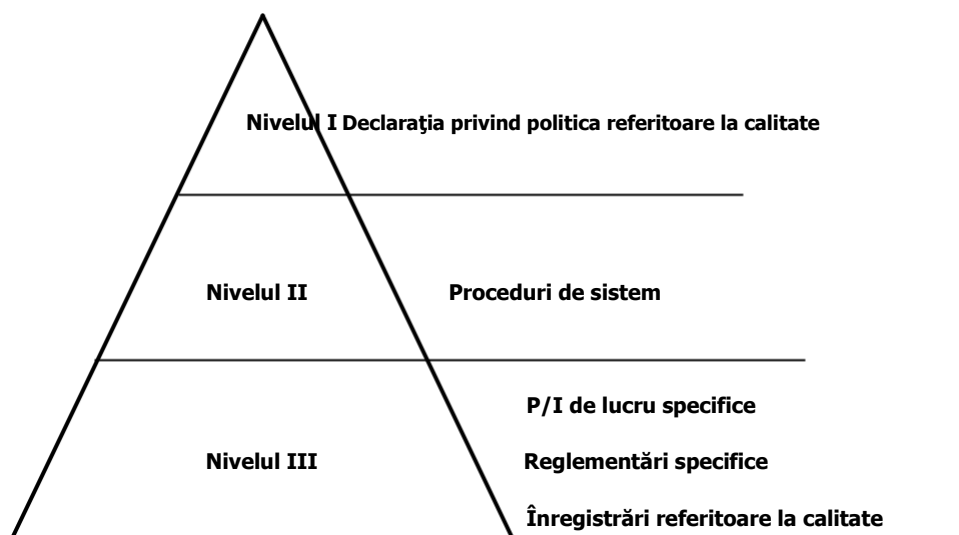 Nivelul I Declaraţia privind politica referitoare la calitate
Nivelul II Proceduri de sistem
P/I de lucru specifice
Nivelul III Reglementări specifice
Înregistrări referitoare la calitate